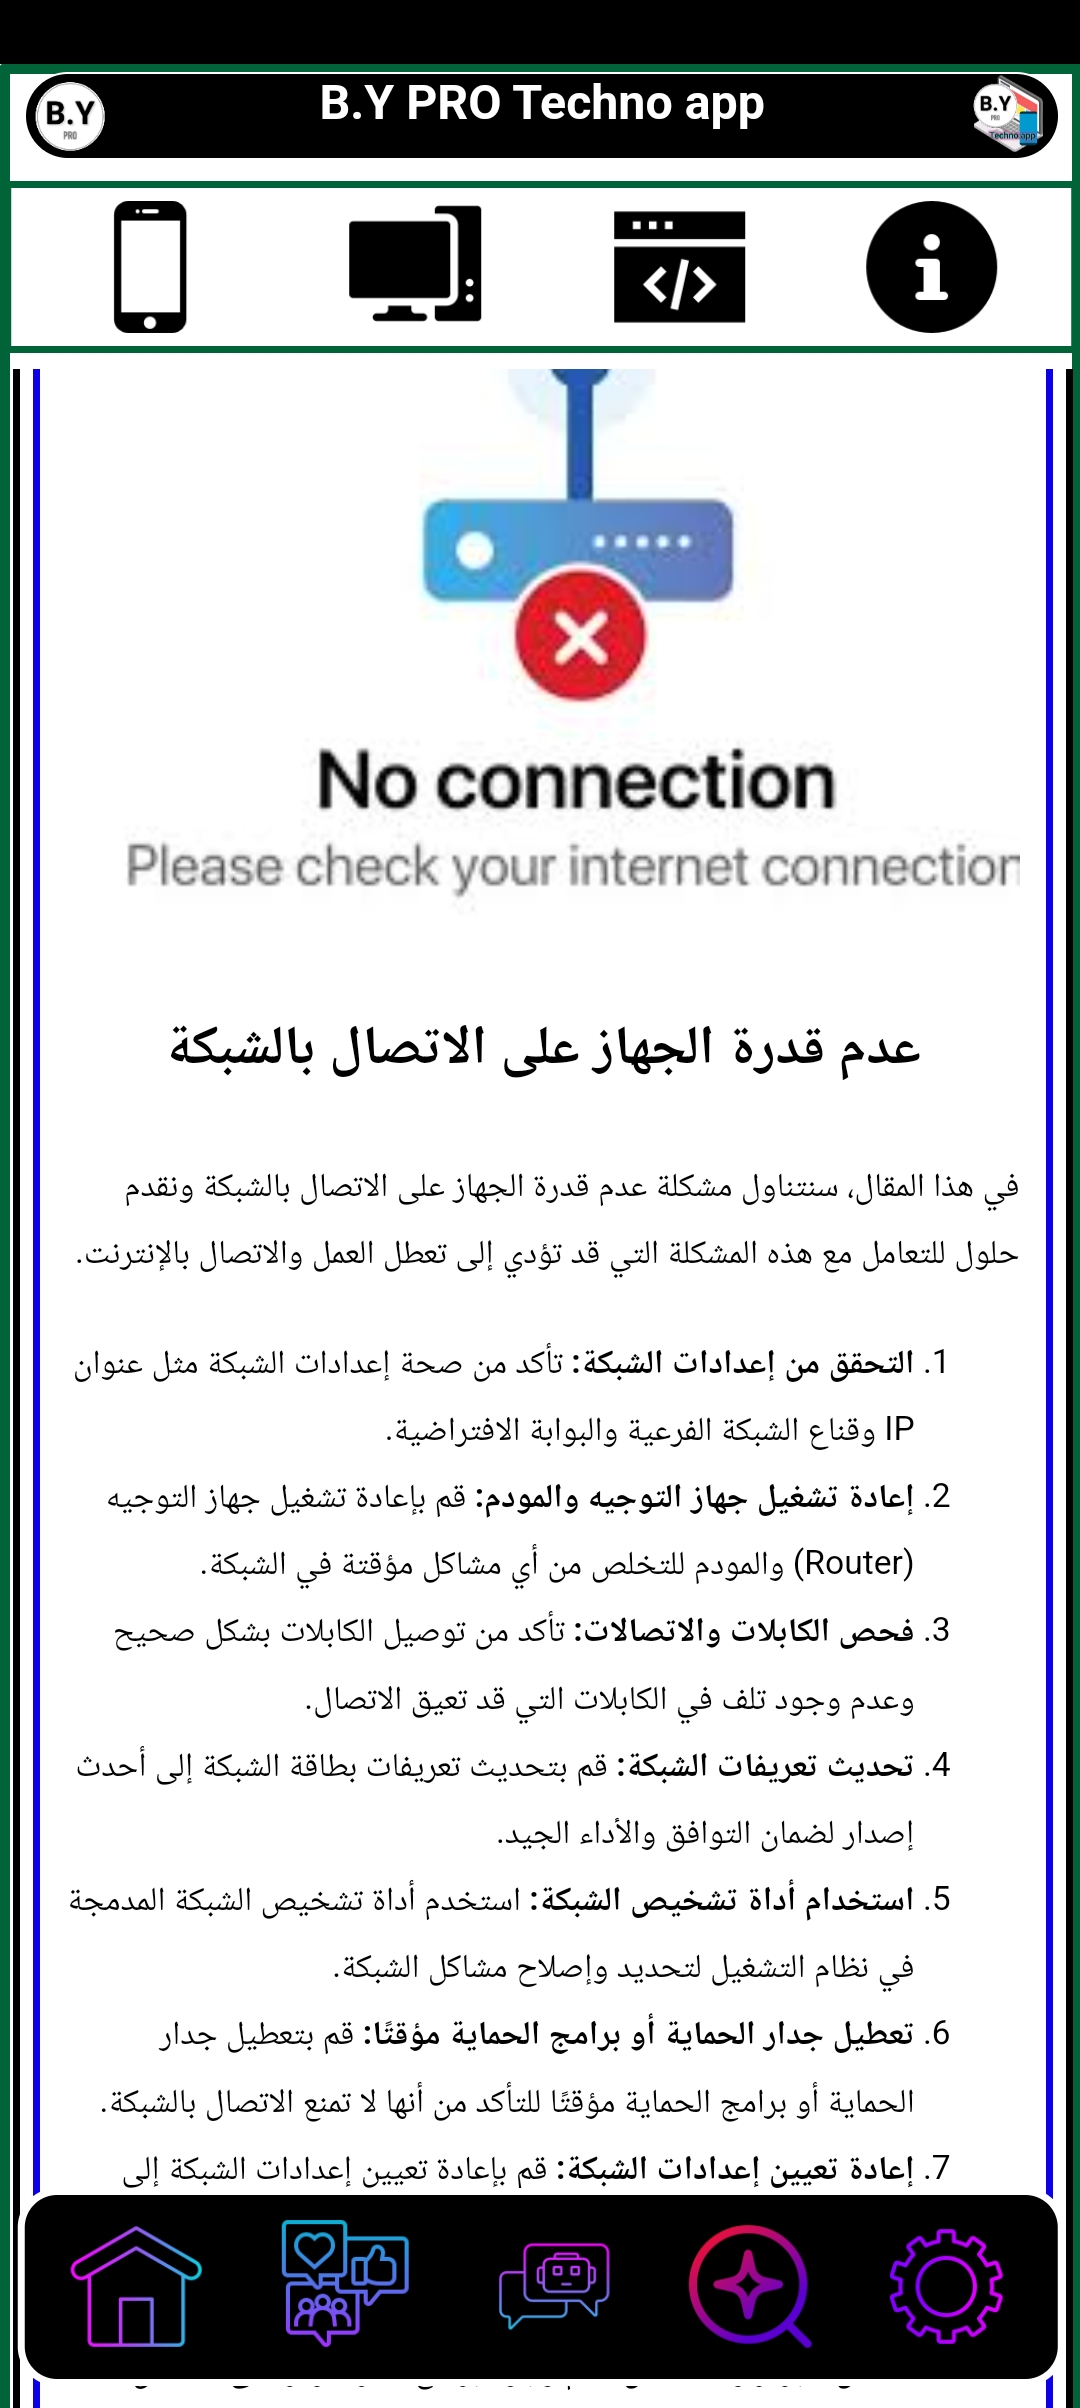 B.Y
PRO
B.Y PRO Techno app
B.Y
PRO
Techno app
No connection
Please check your internet connection
عدم قدرة الجهاز على الاتصال بالشبكة
في هذا المقال، سنتناول مشكلة عدم قدرة الجهاز على الاتصال بالشبكة ونقدم
حلول للتعامل مع هذه المشكلة التي قد تؤدي إلى تعطل العمل والاتصال بالإنترنت.
1. التحقق من إعدادات الشبكة: تأكد من صحة إعدادات الشبكة مثل عنوان
IP وقناع الشبكة الفرعية والبوابة الافتراضية.
2. إعادة تشغيل جهاز التوجيه والمودم: قم بإعادة تشغيل جهاز التوجيه
(Router) والمودم للتخلص من أي مشاكل مؤقتة في الشبكة.
3. فحص الكابلات والاتصالات: تأكد من توصيل الكابلات بشكل صحيح
وعدم وجود تلف في الكابلات التي قد تعيق الاتصال.
4. تحديث تعريفات الشبكة: قم بتحديث تعريفات بطاقة الشبكة إلى أحدث
إصدار لضمان التوافق والأداء الجيد.
5. استخدام أداة تشخيص الشبكة: استخدم أداة تشخيص الشبكة المدمجة
في نظام التشغيل لتحديد وإصلاح مشاكل الشبكة.
6. تعطيل جدار الحماية أو برامج الحماية مؤقتًا: قم بتعطيل جدار
الحماية أو برامج الحماية مؤقتًا للتأكد من أنها لا تمنع الاتصال بالشبكة.
7. إعادة تعيين إعدادات الشبكة: قم بإعادة تعيين إعدادات الشبكة إلى